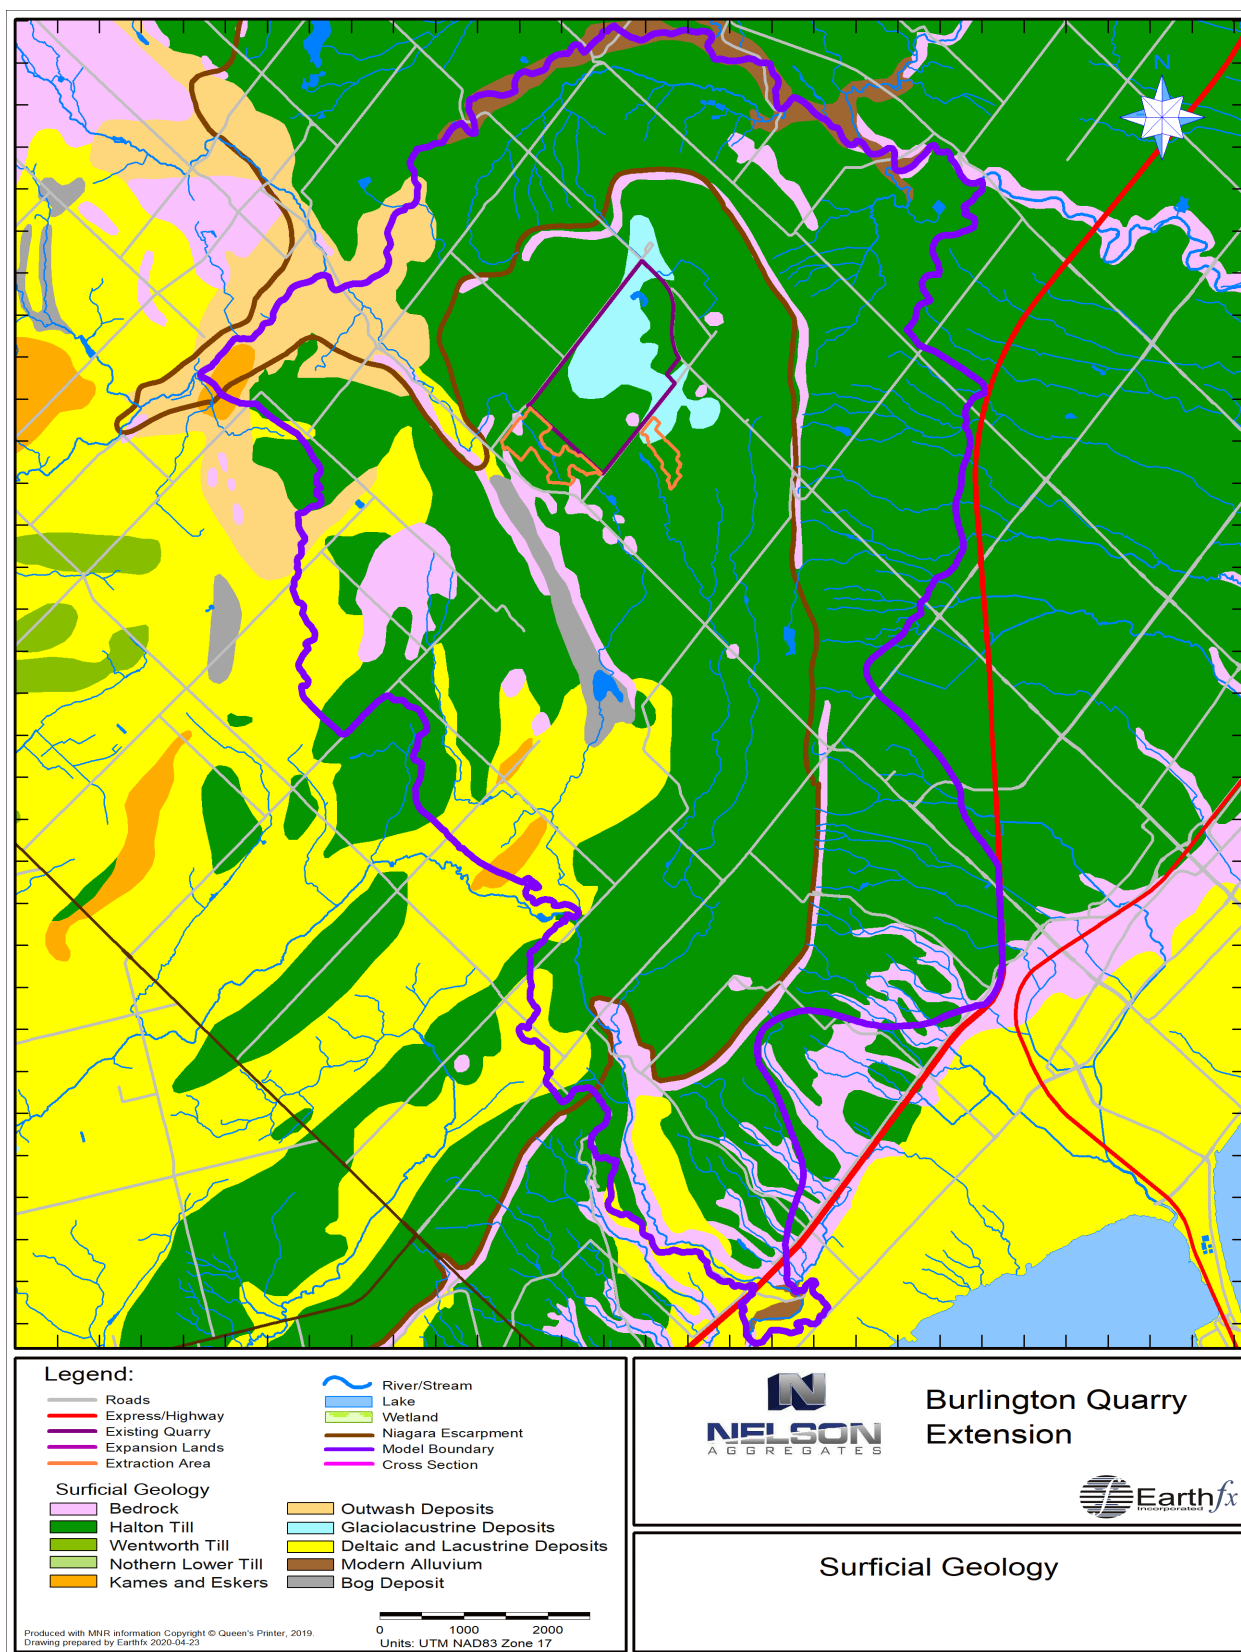 N
Legend:
Roads
Express/Highway
Existing Quarry
Expansion Lands
Extraction Area
River/Stream
Lake
Wetland
Niagara Escarpment
Model Boundary
Cross Section
Surficial Geology
Bedrock
Halton Till
Wentworth Till
Nothern Lower Till
Kames and Eskers
Outwash Deposits
Glaciolacustrine Deposits
Deltaic and Lacustrine Deposits
Modern Alluvium
Bog Deposit
Produced with MNR information Copyright © Queen's Printer, 2019.
Drawing prepared by Earthfx 2020-04-23
0 1000 2000
Units: UTM NAD83 Zone 17
N
NELSON
AGGREGATES
Burlington Quarry
Extension
Earthfx
Incorporated
Surficial Geology